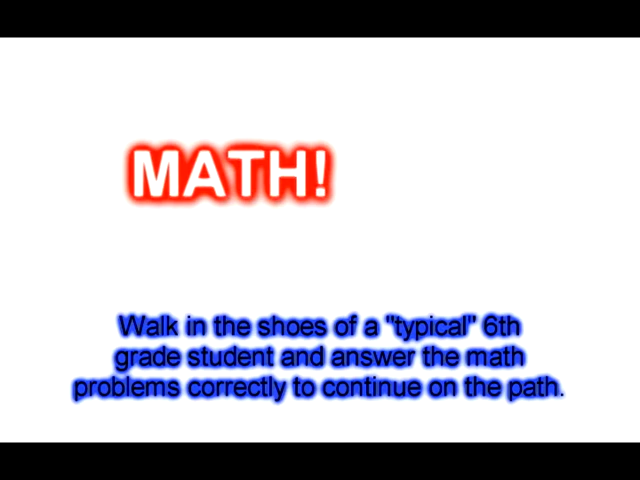 MATH!
Walk in the shoes of a "typical" 6th
grade student and answer the math
problems correctly to continue on the path.